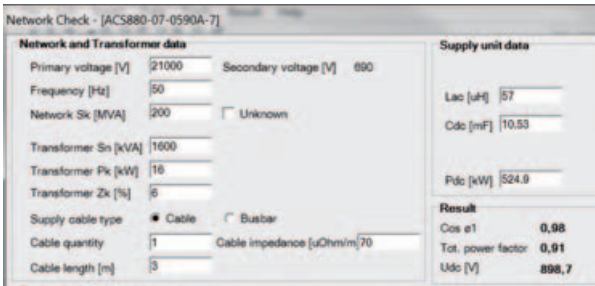 Network Check - [ACS880-07-0590A-7]
Network and Transformer data
Primary voltage [V] 21000 Secondary voltage [V] 690
Frequency [Hz] 50
Network Sk [MVA] 200 Unknown
Transformer Sn [kVA] 1600
Transformer Pk [kW] 16
Transformer Zk [%] 6
Supply cable type Cable Busbar
Cable quantity 1 Cable impedance [uOhm/m] 70
Cable length [m] 3
Supply unit data
Lac [uH] 57
Cdc [mF] 10.53
Pdc [kW] 524.9
Result
Cos ø1 0,98
Tot. power factor 0,91
Udc [V] 898,7